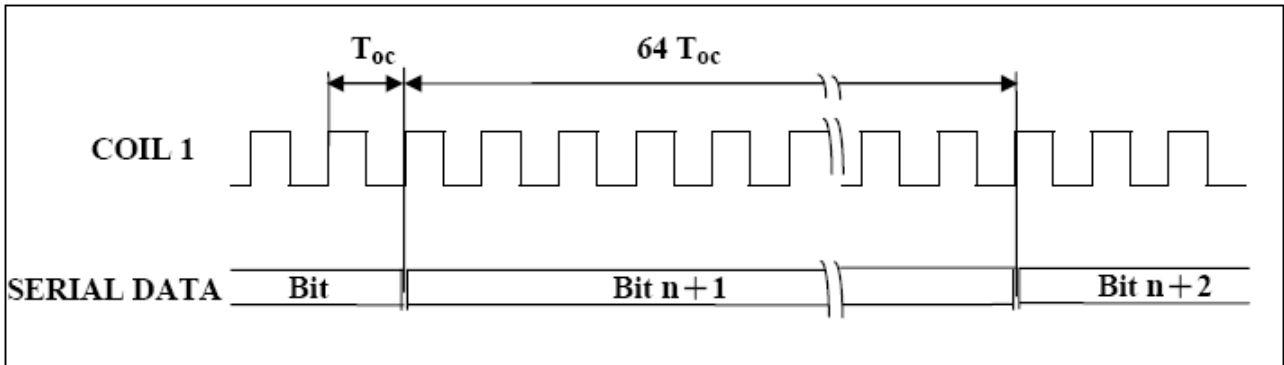 Toc 64 Toc
COIL 1
SERIAL DATA Bit Bit n+1 Bit n+2